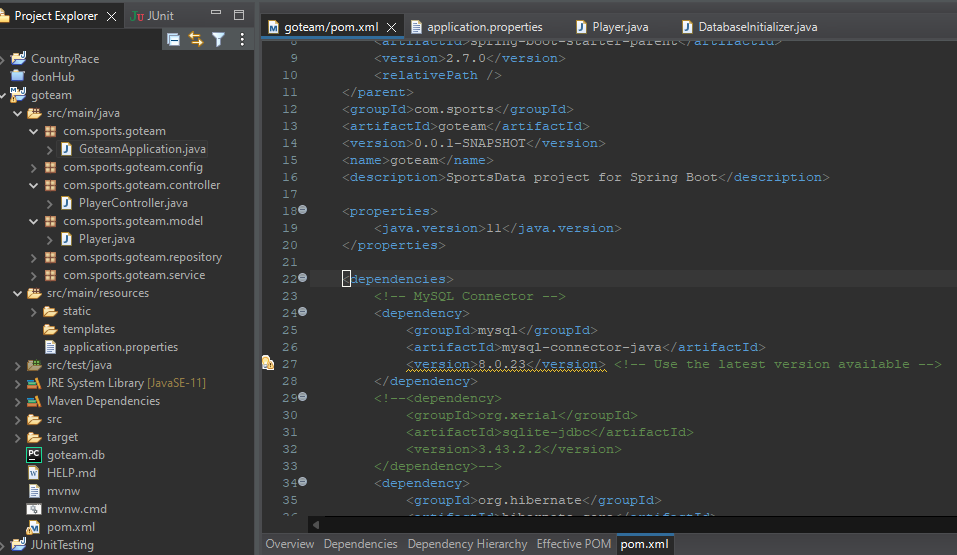 Project Explorer
JUnit
CountryRace
donHub
goteam
src/main/java
com.sports.goteam
GoteamApplication.java
com.sports.goteam.config
com.sports.goteam.controller
PlayerController.java
com.sports.goteam.model
Player.java
com.sports.goteam.repository
com.sports.goteam.service
src/main/resources
static
templates
application.properties
src/test/java
JRE System Library [JavaSE-11]
Maven Dependencies
src
target
goteam.db
HELP.md
mvnw
mvnw.cmd
pom.xml
JUnitTesting
goteam/pom.xml
application.properties
Player.java
DatabaseInitializer.java
8 <artifactId>spring-boot-starter-parent</artifactId>
9 <version>2.7.0</version>
10 <relativePath />
11 </parent>
12 <groupId>com.sports</groupId>
13 <artifactId>goteam</artifactId>
14 <version>0.0.1-SNAPSHOT</version>
15 <name>goteam</name>
16 <description>SportsData project for Spring Boot</description>
17
18 <properties>
19 <java.version>11</java.version>
20 </properties>
21
22 <dependencies>
23 <!-- MySQL Connector -->
24 <dependency>
25 <groupId>mysql</groupId>
26 <artifactId>mysql-connector-java</artifactId>
27 <version>8.0.23</version> <!-- Use the latest version available -->
28 </dependency>
29 <!--<dependency>
30 <groupId>org.xerial</groupId>
31 <artifactId>sqlite-jdbc</artifactId>
32 <version>3.43.2.2</version>
33 </dependency>-->
34 <dependency>
35 <groupId>org.hibernate</groupId>
36 <artifactId>hibernate-core</artifactId>
Overview
Dependencies
Dependency Hierarchy
Effective POM
pom.xml